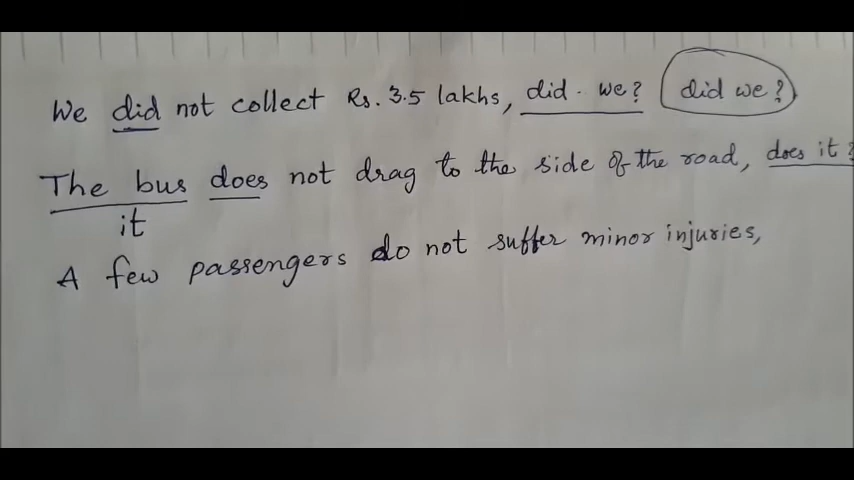 We did not collect Rs. 3.5 lakhs, did we? did we?
The bus does not drag to the side of the road, does it?
it
A few passengers do not suffer minor injuries,